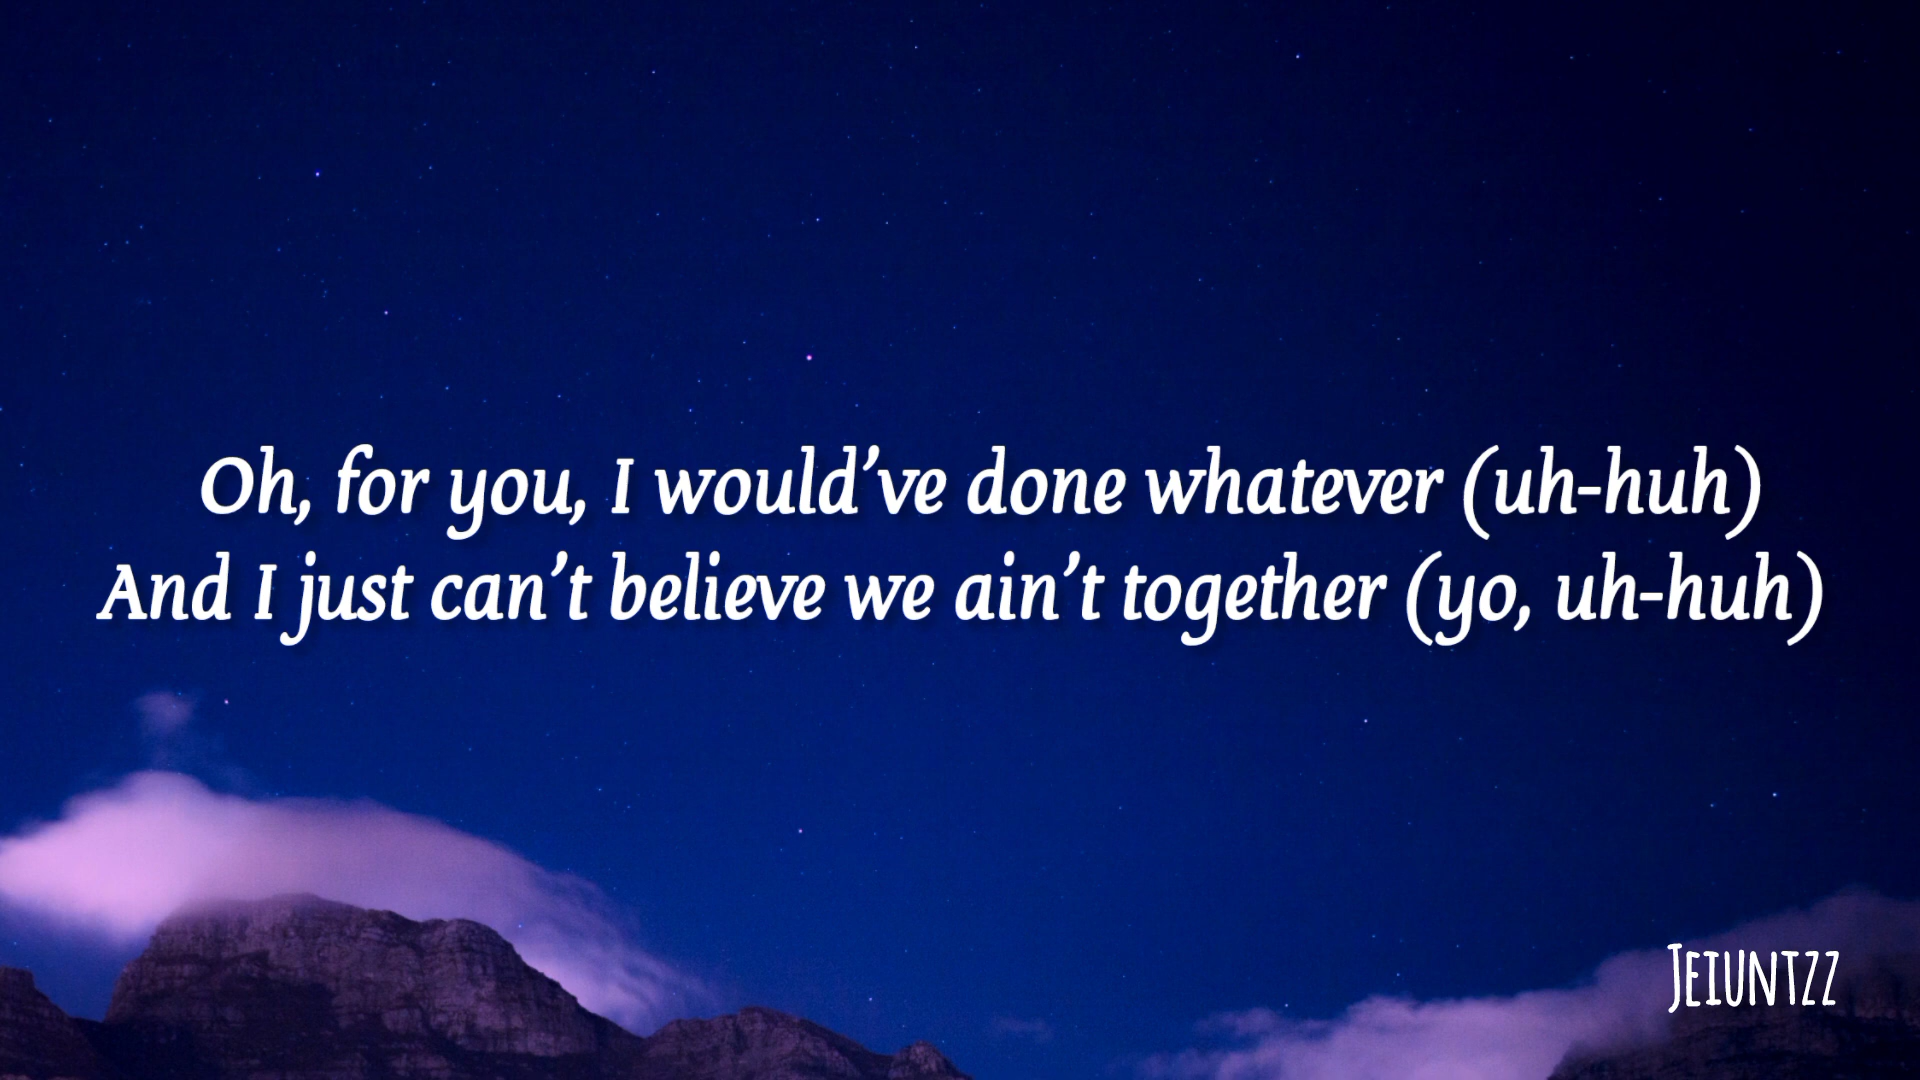 Oh, for you, I would’ve done whatever (uh-huh)
And I just can’t believe we ain’t together (yo, uh-huh)
Jeiuntzz